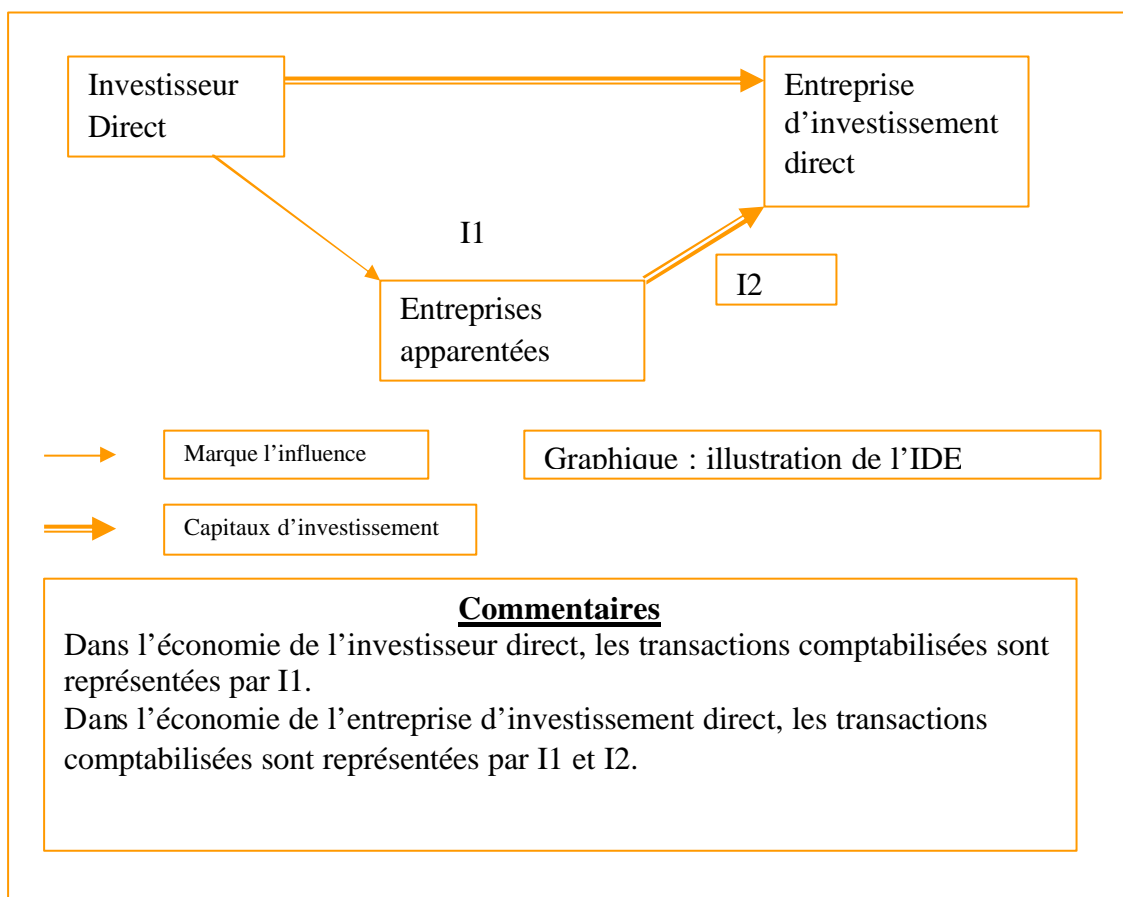 Investisseur
Direct
Entreprise
d’investissement
direct
I1
I2
Entreprises
apparentées
Marque l’influence
Graphique : illustration de l’IDE
Capitaux d’investissement
Commentaires
Dans l’économie de l’investisseur direct, les transactions comptabilisées sont
représentées par I1.
Dans l’économie de l’entreprise d’investissement direct, les transactions
comptabilisées sont représentées par I1 et I2.